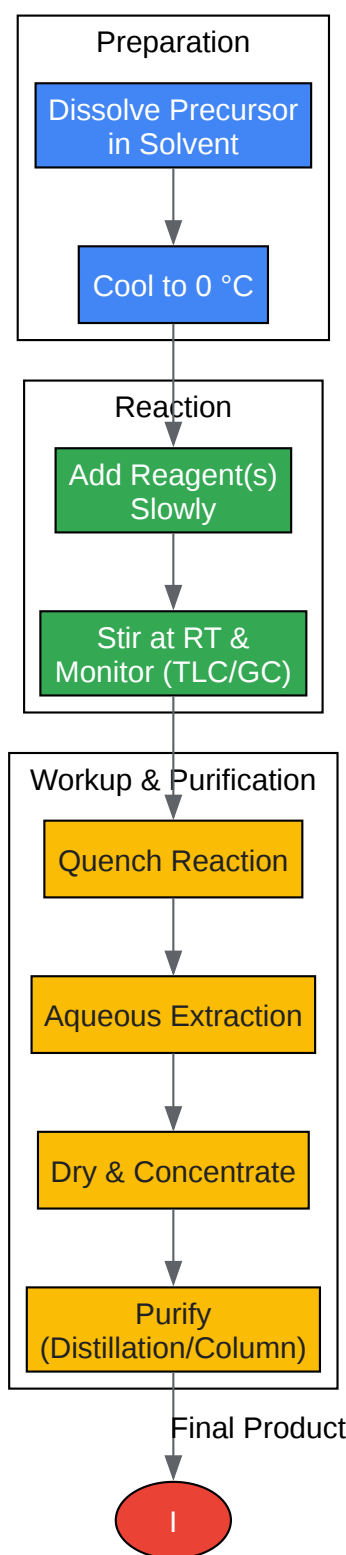 Preparation
Dissolve Precursor
in Solvent
Cool to 0 °C
Reaction
Add Reagent(s)
Slowly
Stir at RT &
Monitor (TLC/GC)
Workup & Purification
Quench Reaction
Aqueous Extraction
Dry & Concentrate
Purify
(Distillation/Column)
Final Product
I